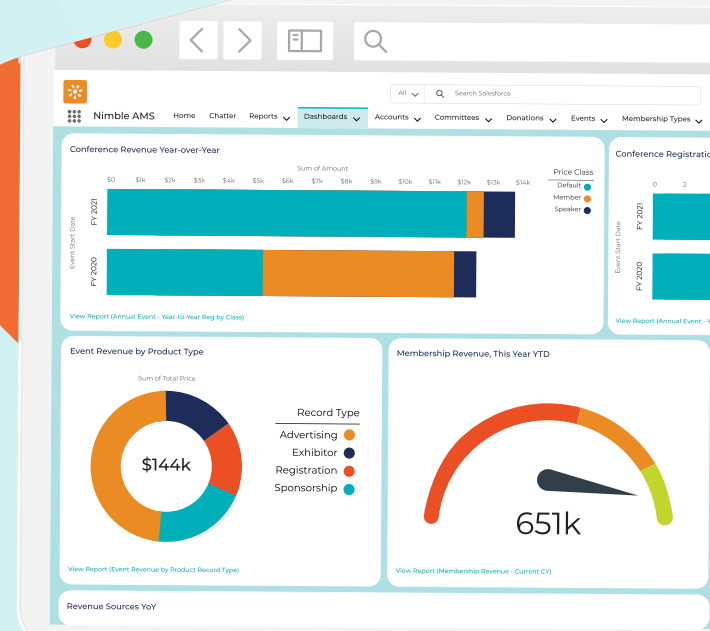 All
Search Salesforce
Nimble AMS Home Chatter Reports Dashboards Accounts Committees Donations Events Membership Types
Conference Revenue Year-over-Year
Sum of Amount
$0 $1k $2k $3k $4k $5k $6k $7k $8k $9k $10k $11k $12k $13k $14k
Price Class
Default
Member
Speaker
Event Start Date
FY 2021
FY 2020
View Report (Annual Event - Year-to-Year Reg by Class)
Conference Registratio
0 2
Event Start Date
FY 2021
FY 2020
View Report (Annual Event - Y
Event Revenue by Product Type
Sum of Total Price
$144k
Record Type
Advertising
Exhibitor
Registration
Sponsorship
View Report (Event Revenue by Product Record Type)
Membership Revenue, This Year YTD
651k
View Report (Membership Revenue - Current CY)
Revenue Sources YoY